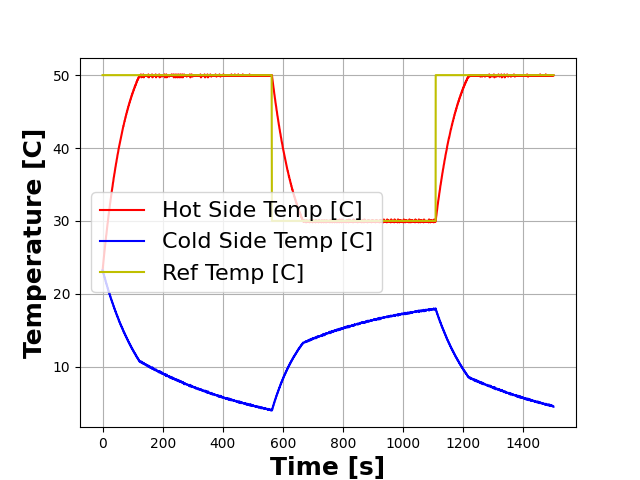 50
40
30
20
10
Temperature [C]
Hot Side Temp [C]
Cold Side Temp [C]
Ref Temp [C]
0 200 400 600 800 1000 1200 1400
Time [s]